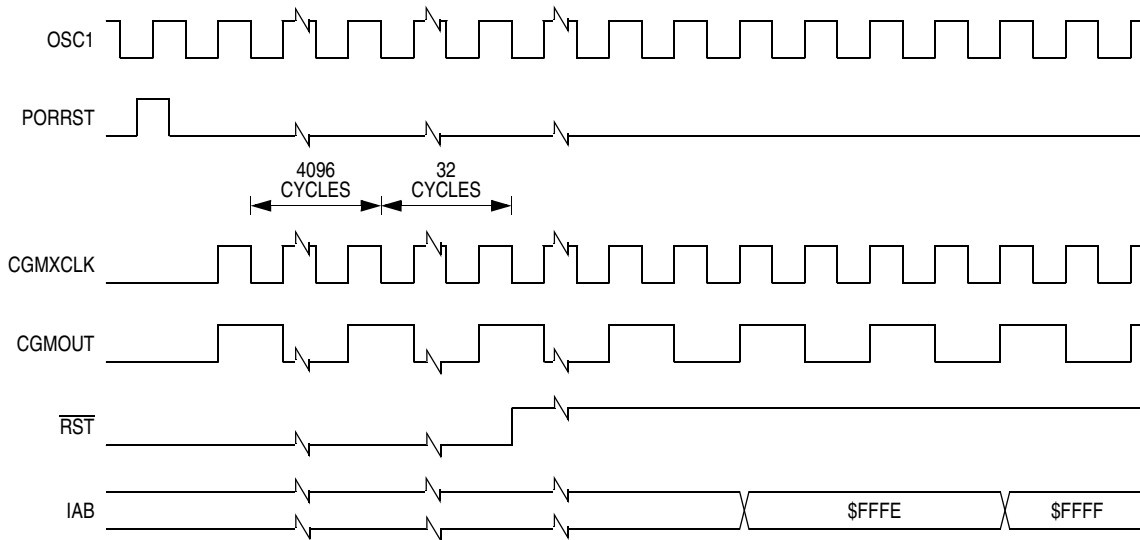 OSC1
PORRST
4096
CYCLES
32
CYCLES
CGMXCLK
CGMOUT
RST
IAB
$FFFE
$FFFF